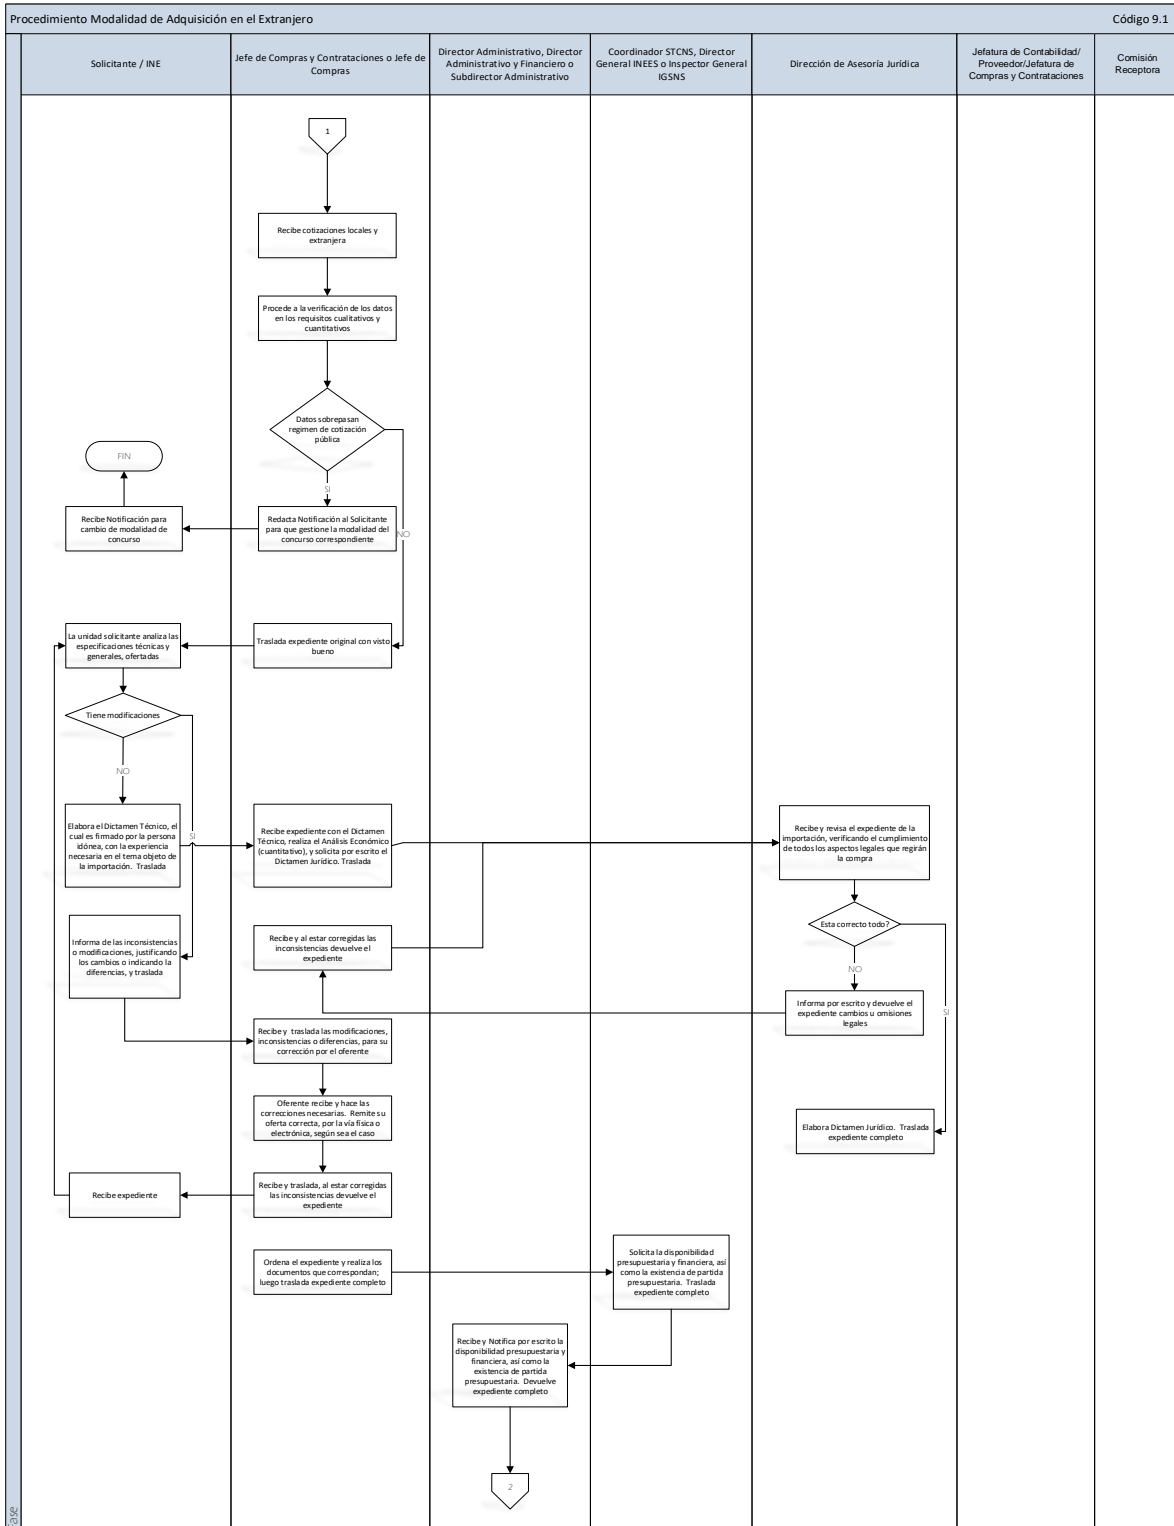 Procedimiento Modalidad de Adquisición en el Extranjero
Código 9.1
Solicitante / INE
Jefe de Compras y Contrataciones o Jefe de
Compras
Director Administrativo, Director
Administrativo y Financiero o
Subdirector Administrativo
Coordinador STCNS, Director
General INEES o Inspector General
IGSNS
Dirección de Asesoría Jurídica
Jefatura de Contabilidad/
Proveedor/Jefatura de
Compras y Contrataciones
Comisión
Receptora
1
Recibe cotizaciones locales y
extranjera
Procede a la verificación de los datos
en los requisitos cualitativos y
cuantitativos
Datos sobrepasan
regimen de cotización
pública
FIN
SI
NO
Recibe Notificación para
cambio de modalidad de
concurso
Redacta Notificación al Solicitante
para que gestione la modalidad del
concurso correspondiente
La unidad solicitante analiza las
especificaciones técnicas y
generales, ofertadas
Traslada expediente original con visto
bueno
Tiene modificaciones
NO
SI
Elabora el Dictamen Técnico, el
cual es firmado por la persona
idónea, con la experiencia
necesaria en el tema objeto de
la importación. Traslada
Recibe expediente con el Dictamen
Técnico, realiza el Análisis Económico
(cuantitativo), y solicita por escrito el
Dictamen Jurídico. Traslada
Recibe y revisa el expediente de la
importación, verificando el cumplimiento
de todos los aspectos legales que regirán
la compra
Esta correcto todo?
NO
SI
Informa de las inconsistencias
o modificaciones, justificando
los cambios o indicando la
diferencias, y traslada
Recibe y al estar corregidas las
inconsistencias devuelve el
expediente
Informa por escrito y devuelve el
expediente cambios u omisiones
legales
Recibe y traslada las modificaciones,
inconsistencias o diferencias, para su
corrección por el oferente
Oferente recibe y hace las
correcciones necesarias. Remite su
oferta correcta, por la vía física o
electrónica, según sea el caso
Elabora Dictamen Jurídico. Traslada
expediente completo
Recibe expediente
Recibe y traslada, al estar corregidas
las inconsistencias devuelve el
expediente
Ordena el expediente y realiza los
documentos que correspondan;
luego traslada expediente completo
Solicita la disponibilidad
presupuestaria y financiera, así
como la existencia de partida
presupuestaria. Traslada
expediente completo
Recibe y Notifica por escrito la
disponibilidad presupuestaria y
financiera, así como la
existencia de partida
presupuestaria. Devuelve
expediente completo
2